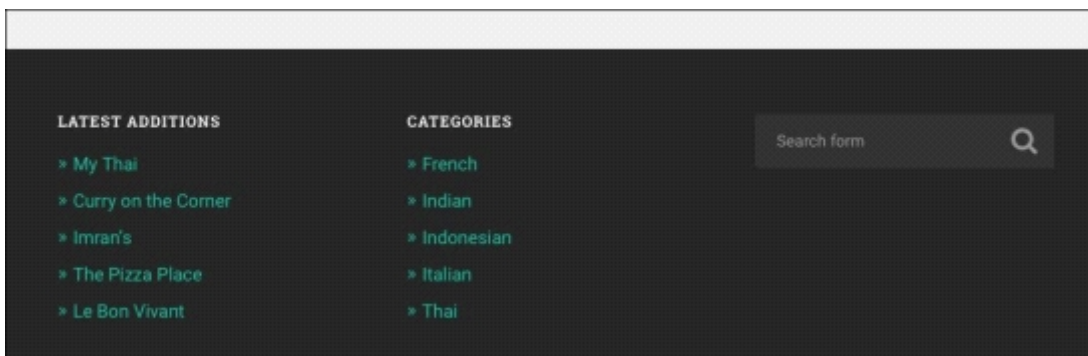 LATEST ADDITIONS
» My Thai
» Curry on the Corner
» Imran's
» The Pizza Place
» Le Bon Vivant
CATEGORIES
» French
» Indian
» Indonesian
» Italian
» Thai
Search form